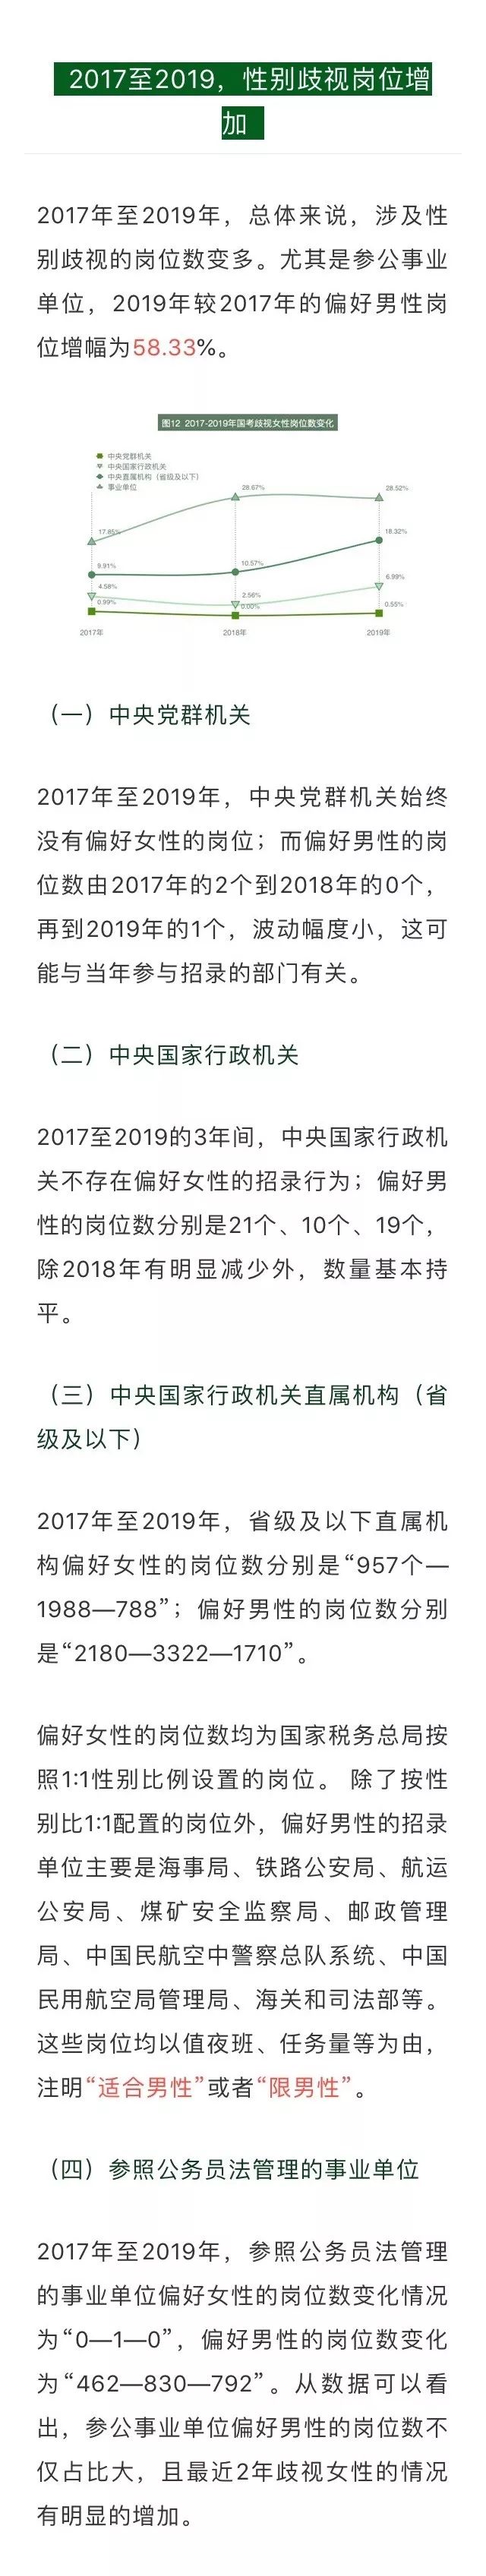 2017至2019，性别歧视岗位增
加
2017年至2019年，总体来说，涉及性
别歧视的岗位数变多。尤其是参公事业
单位，2019年较2017年的偏好男性岗
位增幅为58.33%。
图12 2017-2019年国考歧视女性岗位数变化
中央党群机关
中央国家行政机关
中央直属机构（省级及以下）
事业单位
28.67%
28.52%
17.85%
18.32%
9.91%
10.57%
4.58%
2.56%
6.99%
0.99%
0.00%
0.55%
2017年
2018年
2019年
（一）中央党群机关
2017年至2019年，中央党群机关始终
没有偏好女性的岗位；而偏好男性的岗
位数由2017年的2个到2018年的0个，
再到2019年的1个，波动幅度小，这可
能与当年参与招录的部门有关。
（二）中央国家行政机关
2017至2019的3年间，中央国家行政机
关不存在偏好女性的招录行为；偏好男
性的岗位数分别是21个、10个、19个，
除2018年有明显减少外，数量基本持
平。
（三）中央国家行政机关直属机构（省
级及以下）
2017年至2019年，省级及以下直属机
构偏好女性的岗位数分别是“957个—
1988—788”；偏好男性的岗位数分别
是“2180—3322—1710”。
偏好女性的岗位数均为国家税务总局按
照1:1性别比例设置的岗位。 除了按性
别比1:1配置的岗位外，偏好男性的招录
单位主要是海事局、铁路公安局、航运
公安局、煤矿安全监察局、邮政管理
局、中国民航空中警察总队系统、中国
民用航空局管理局、海关和司法部等。
这些岗位均以值夜班、任务量等为由，
注明“适合男性”或者“限男性”。
（四）参照公务员法管理的事业单位
2017年至2019年，参照公务员法管理
的事业单位偏好女性的岗位数变化情况
为“0—1—0”，偏好男性的岗位数变化
为“462—830—792”。从数据可以看
出，参公事业单位偏好男性的岗位数不
仅占比大，且最近2年歧视女性的情况
有明显的增加。